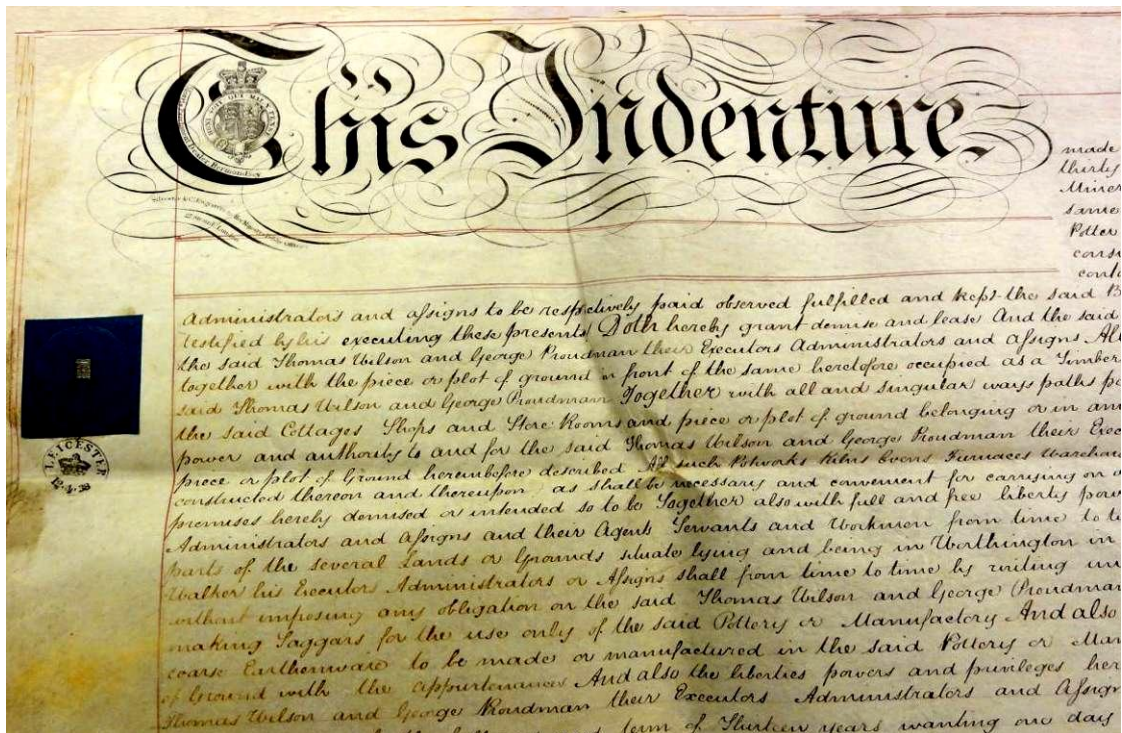 This Indenture
HONI SOIT QUI MAL Y PENSE
made
thirty
Miner
same
Potter
Administrators and assigns to be respectively paid observed fulfilled and kept the said B
testified by his executing these presents Doth hereby grant demise and lease And the said
the said Thomas Wilson and George Proudman their Executors Administrators and assigns All
together with the piece or plot of ground in front of the same heretofore occupied as a Timber
said Thomas Wilson and George Proudman Together with all and singular ways paths
the said Cottages Shops and Store Rooms and piece or plot of ground belonging or in
power and authority to and for the said Thomas Wilson and George Proudman their Exec
piece or plot of Ground hereinbefore described All such Potworks Kilns Ovens Furnaces
constructed thereon and thereupon as shall be necessary and convenient for carrying on
premises hereby demised or intended so to be Together also with full and free liberty
Administrators and Assigns and their Agents Servants and Workmen from time to
parts of the several Lands or Grounds situate lying and being in Worthington in
Walker his Executors Administrators or Assigns shall from time to time by writing
without imposing any obligation on the said Thomas Wilson and George Proudman
making Saggars for the use only of the said Pottery or Manufactory And also
coarse Earthenware to be made or manufactured in the said Pottery or
of Ground with the appurtenances And also the liberties powers and privileges
Thomas Wilson and George Proudman their Executors Administrators and Assigns
term of Thirteen years wanting one day
LEICESTER